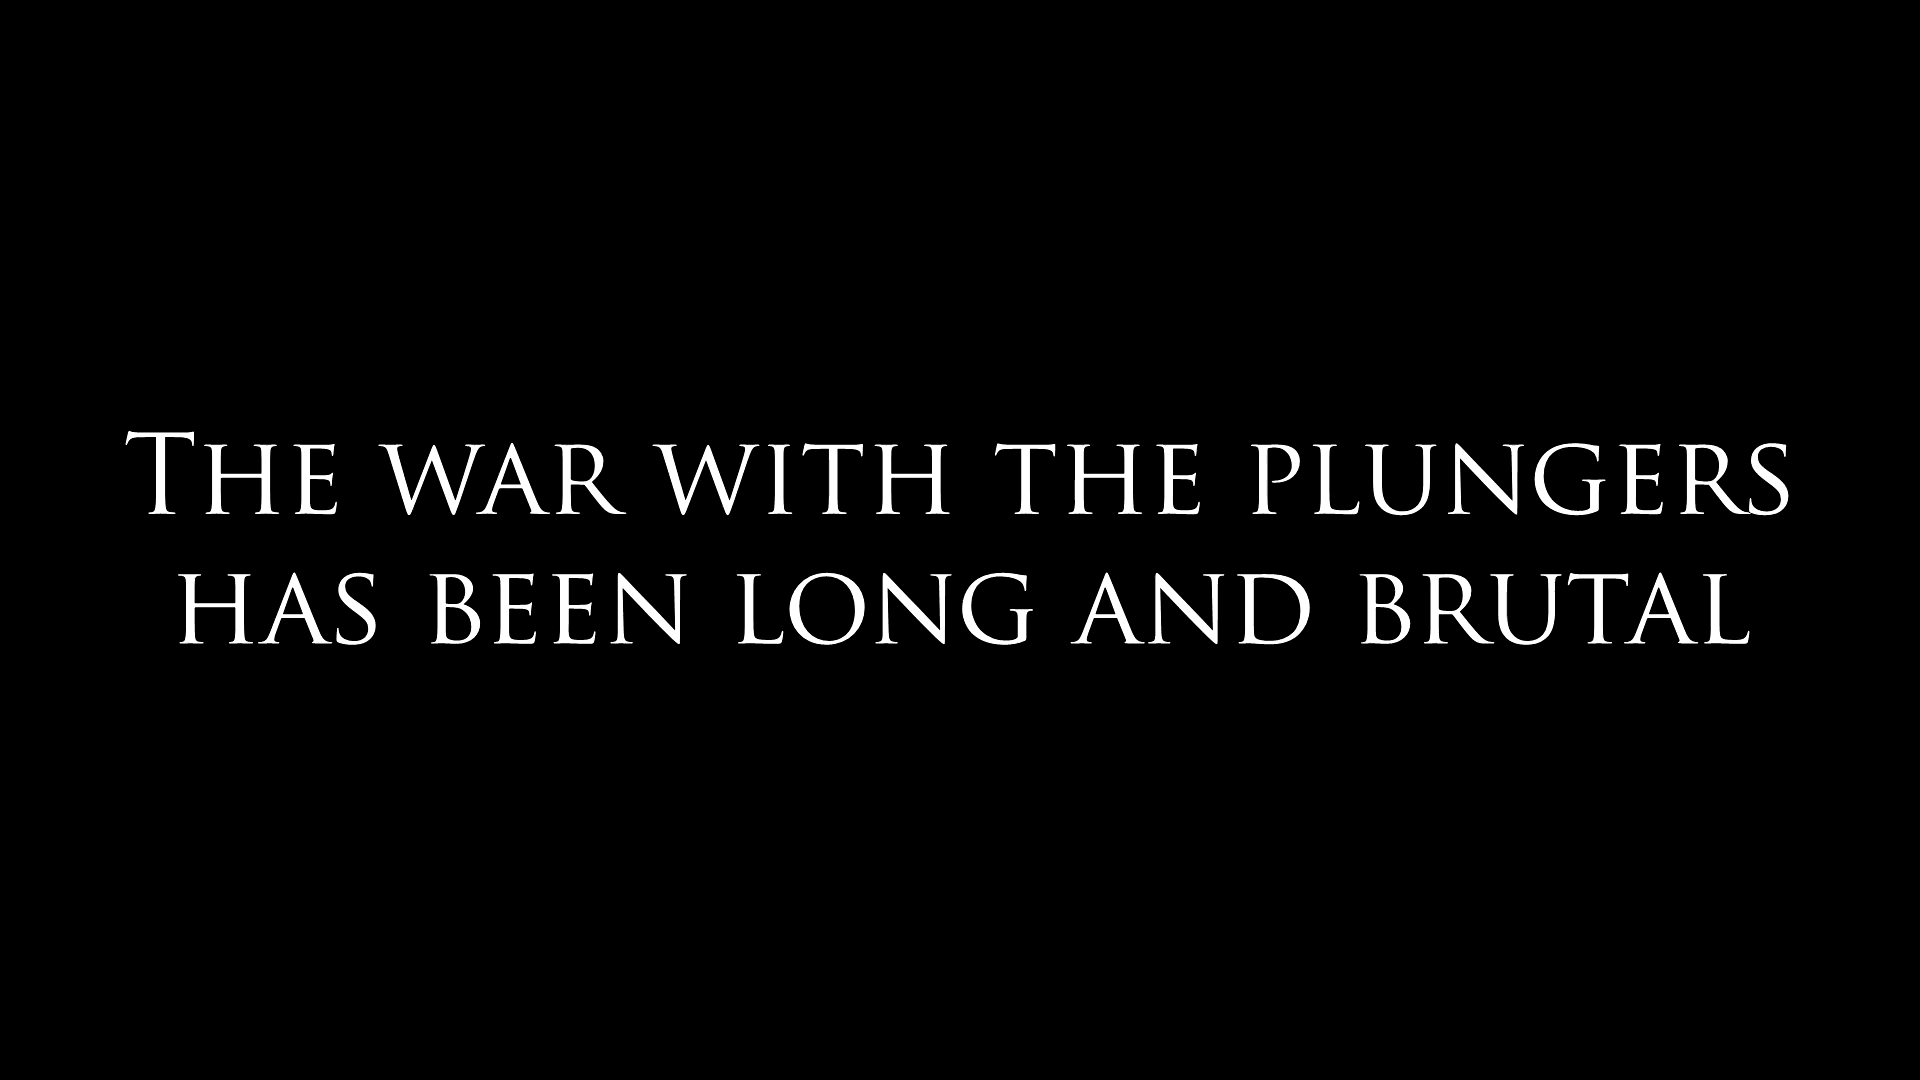 The war with the plungers
has been long and brutal